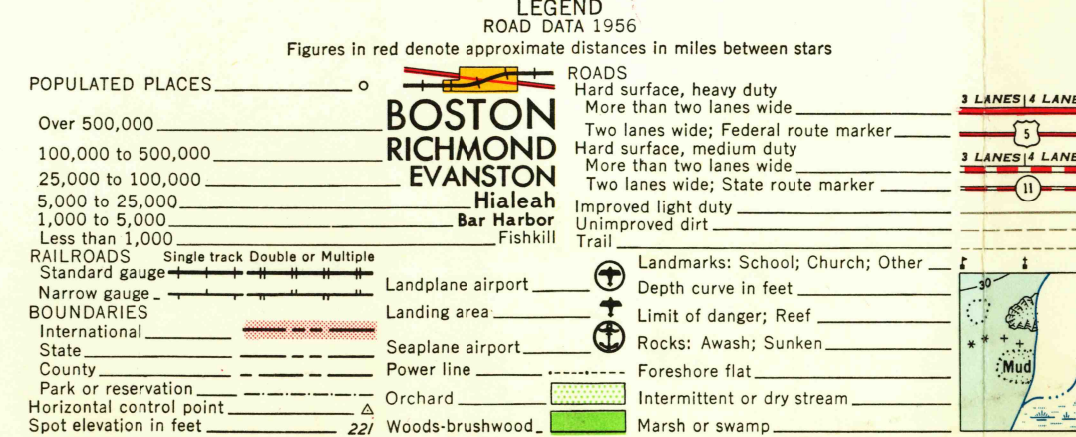 LEGEND
ROAD DATA 1956
Figures in red denote approximate distances in miles between stars
POPULATED PLACES
Over 500,000 BOSTON
100,000 to 500,000 RICHMOND
25,000 to 100,000 EVANSTON
5,000 to 25,000 Hialeah
1,000 to 5,000 Bar Harbor
Less than 1,000 Fishkill
RAILROADS Single track Double or Multiple
Standard gauge
Narrow gauge
BOUNDARIES
International
State
County
Park or reservation
Horizontal control point
Spot elevation in feet 221
Landplane airport
Landing area
Seaplane airport
Power line
Orchard
Woods-brushwood
ROADS
Hard surface, heavy duty
More than two lanes wide 3 LANES 4 LANE
Two lanes wide; Federal route marker 5
Hard surface, medium duty
More than two lanes wide 3 LANES 4 LANE
Two lanes wide; State route marker 11
Improved light duty
Unimproved dirt
Trail
Landmarks: School; Church; Other
Depth curve in feet 30
Limit of danger; Reef
Rocks: Awash; Sunken
Foreshore flat Mud
Intermittent or dry stream
Marsh or swamp